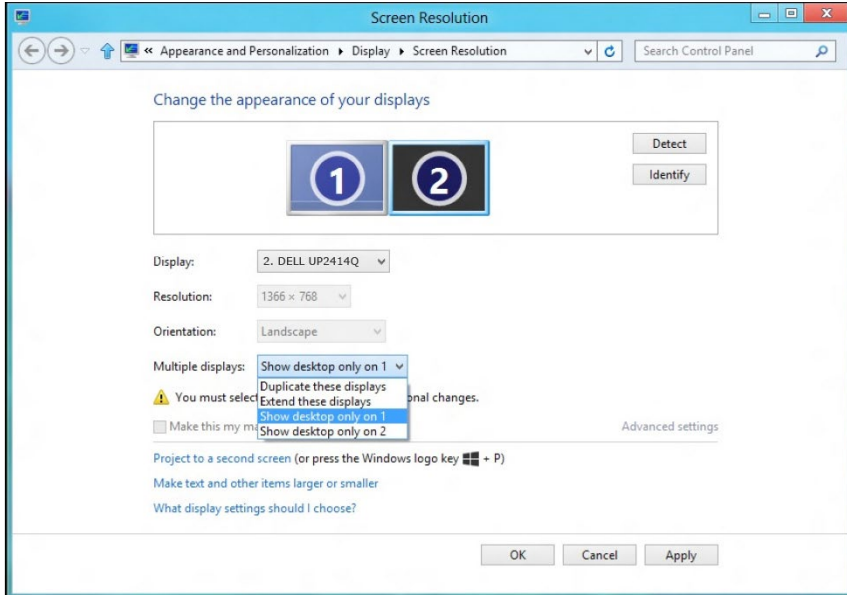 Screen Resolution
« Appearance and Personalization Display Screen Resolution
Search Control Panel
Change the appearance of your displays
1 2
Detect
Identify
Display: 2. DELL UP2414Q
Resolution: 1366 × 768
Orientation: Landscape
Multiple displays: Show desktop only on 1
Duplicate these displays
You must selec onal changes.
Extend these displays
Show desktop only on 1
Make this my m Advanced settings
Show desktop only on 2
Project to a second screen (or press the Windows logo key + P)
Make text and other items larger or smaller
What display settings should I choose?
OK Cancel Apply